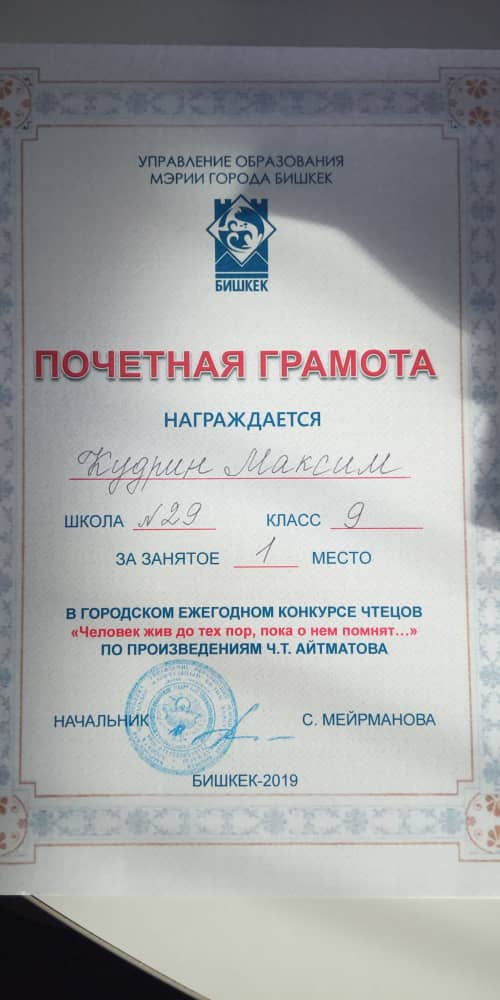 УПРАВЛЕНИЕ ОБРАЗОВАНИЯ
МЭРИИ ГОРОДА БИШКЕК
БИШКЕК
ПОЧЕТНАЯ ГРАМОТА
НАГРАЖДАЕТСЯ
Кудрин Максим
ШКОЛА №29 КЛАСС 9
ЗА ЗАНЯТОЕ 1 МЕСТО
В ГОРОДСКОМ ЕЖЕГОДНОМ КОНКУРСЕ ЧТЕЦОВ
«Человек жив до тех пор, пока о нем помнят...»
ПО ПРОИЗВЕДЕНИЯМ Ч.Т. АЙТМАТОВА
НАЧАЛЬНИК С. МЕЙРМАНОВА
БИШКЕК-2019